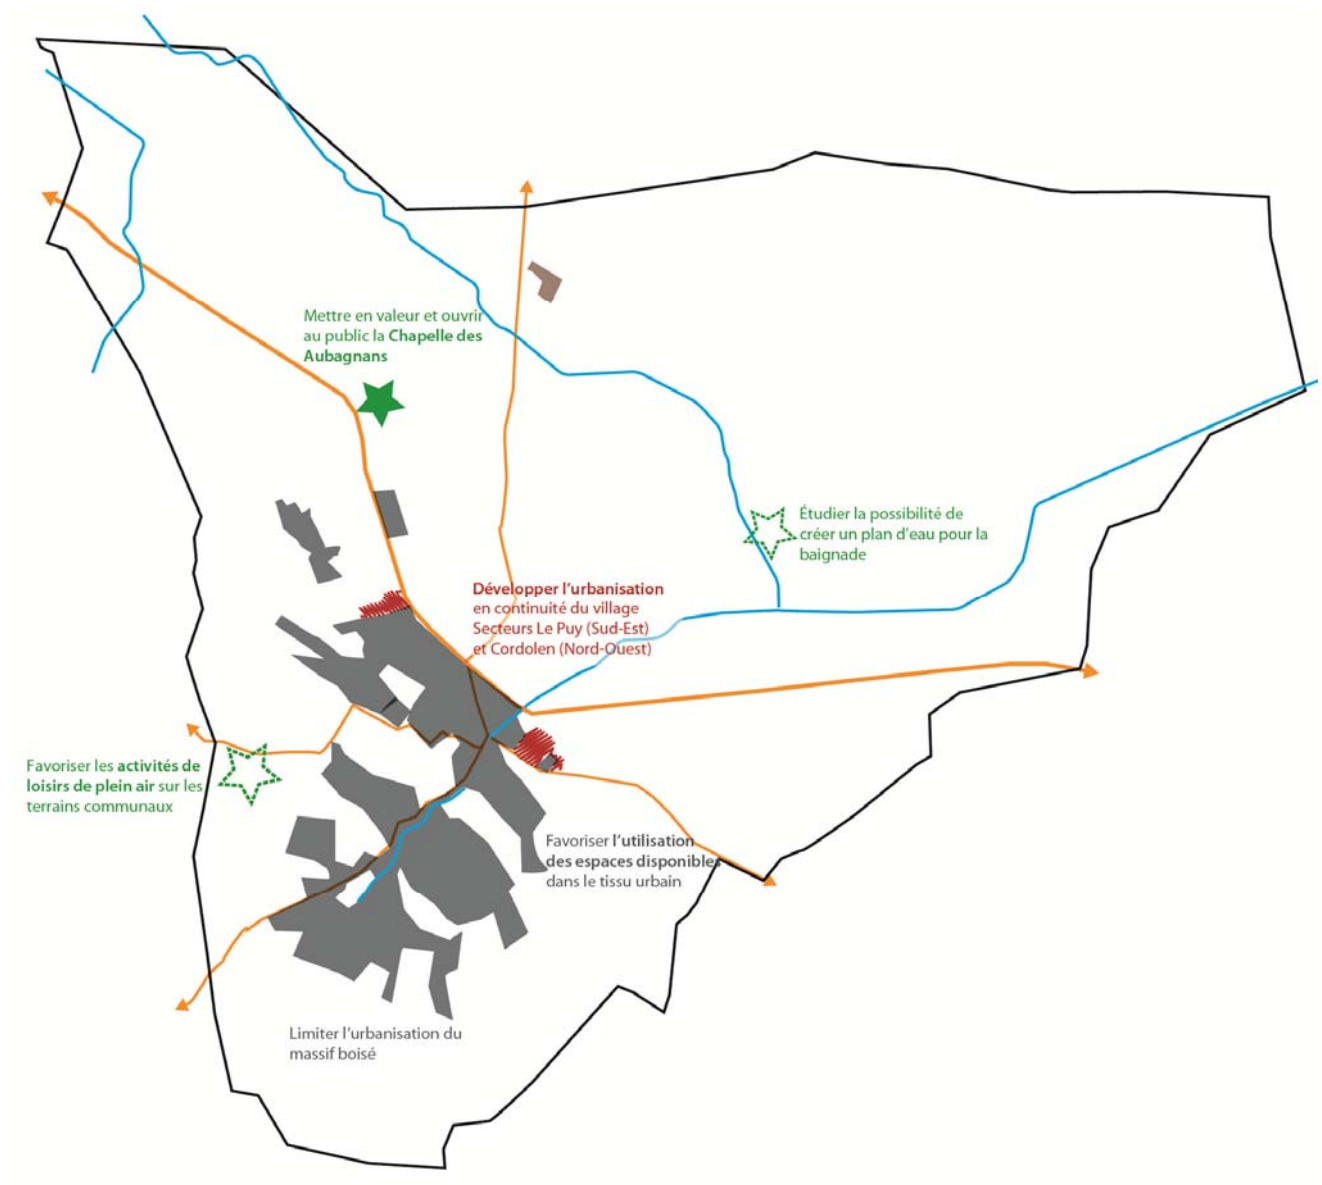 Mettre en valeur et ouvrir
au public la Chapelle des
Aubagnans
Étudier la possibilité de
créer un plan d'eau pour la
baignade
Développer l'urbanisation
en continuité du village
Secteurs Le Puy (Sud-Est)
et Cordolen (Nord-Ouest)
Favoriser les activités de
loisirs de plein air sur les
terrains communaux
Favoriser l'utilisation
des espaces disponibles
dans le tissu urbain
Limiter l'urbanisation du
massif boisé